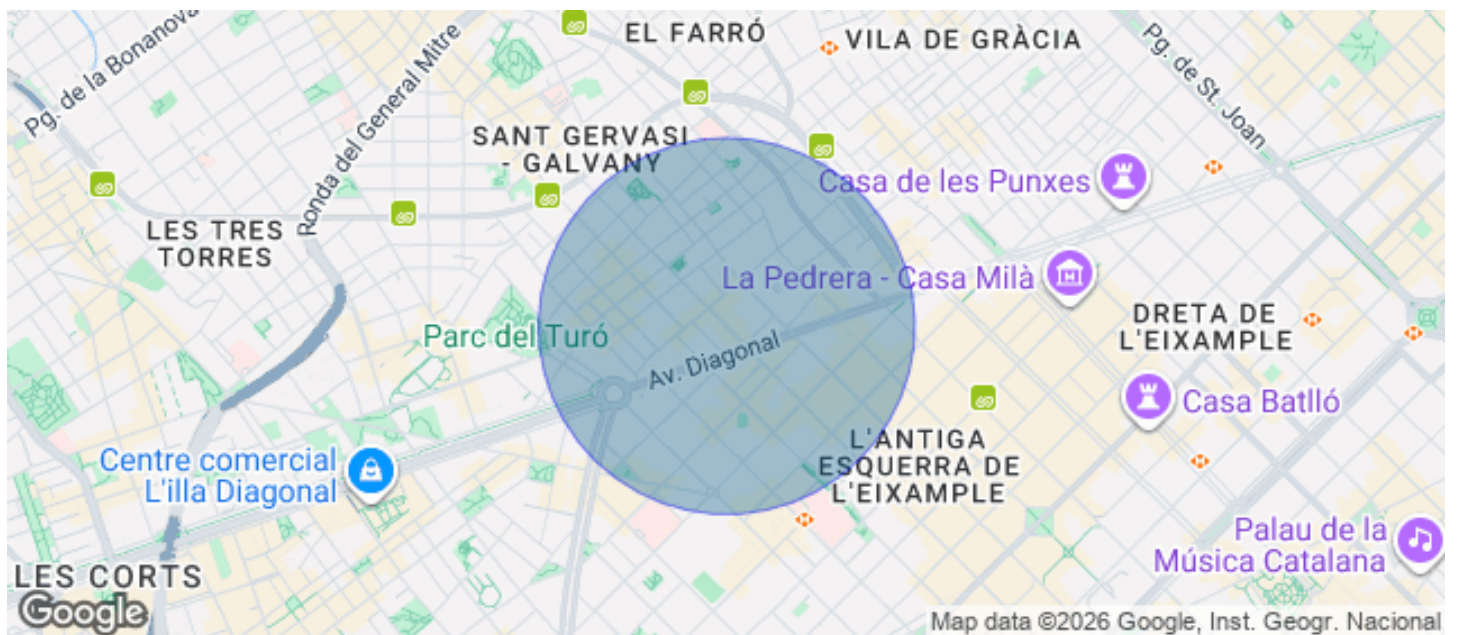 Pg. de la Bonanova
Ronda del General Mitre
EL FARRÓ
VILA DE GRÀCIA
Pg. de St. Joan
SANT GERVASI
- GALVANY
Casa de les Punxes
LES TRES
TORRES
La Pedrera - Casa Milà
DRETA DE
L'EIXAMPLE
Parc del Turó
Av. Diagonal
Casa Batlló
Centre comercial
L'illa Diagonal
L'ANTIGA
ESQUERRA DE
L'EIXAMPLE
Palau de la
Música Catalana
LES CORTS
Google
Map data ©2026 Google, Inst. Geogr. Nacional